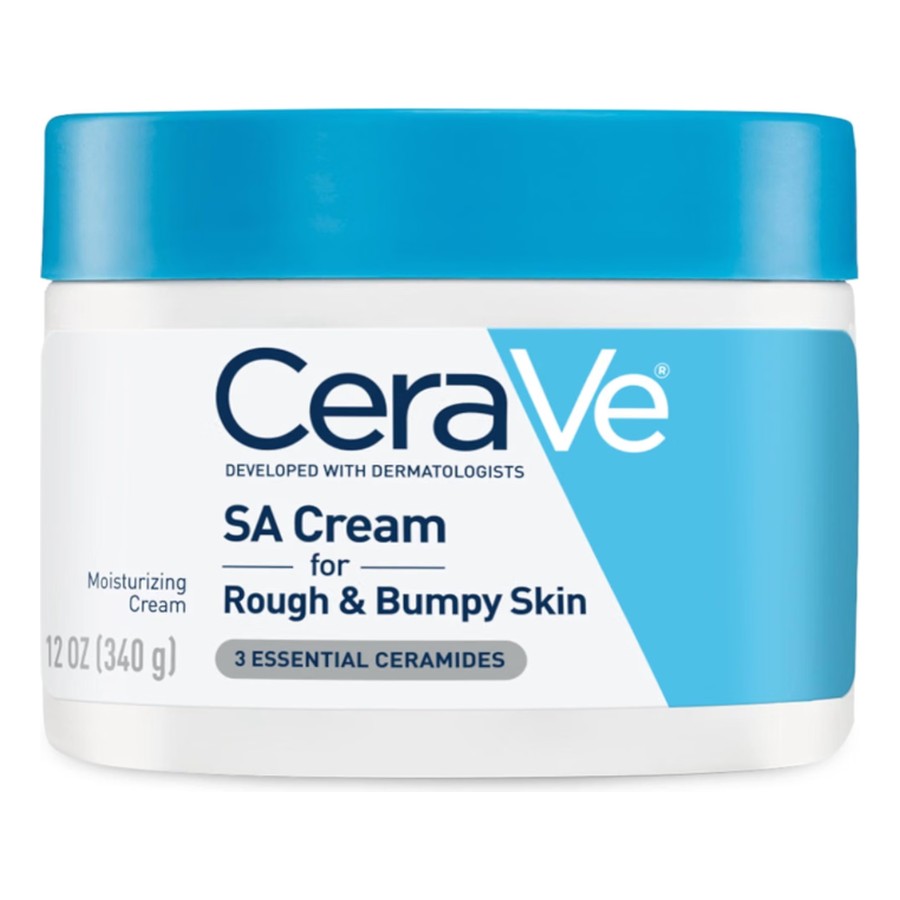 CeraVe®
DEVELOPED WITH DERMATOLOGISTS
SA Cream
for
Rough & Bumpy Skin
3 ESSENTIAL CERAMIDES
Moisturizing
Cream
12 OZ (340 g)